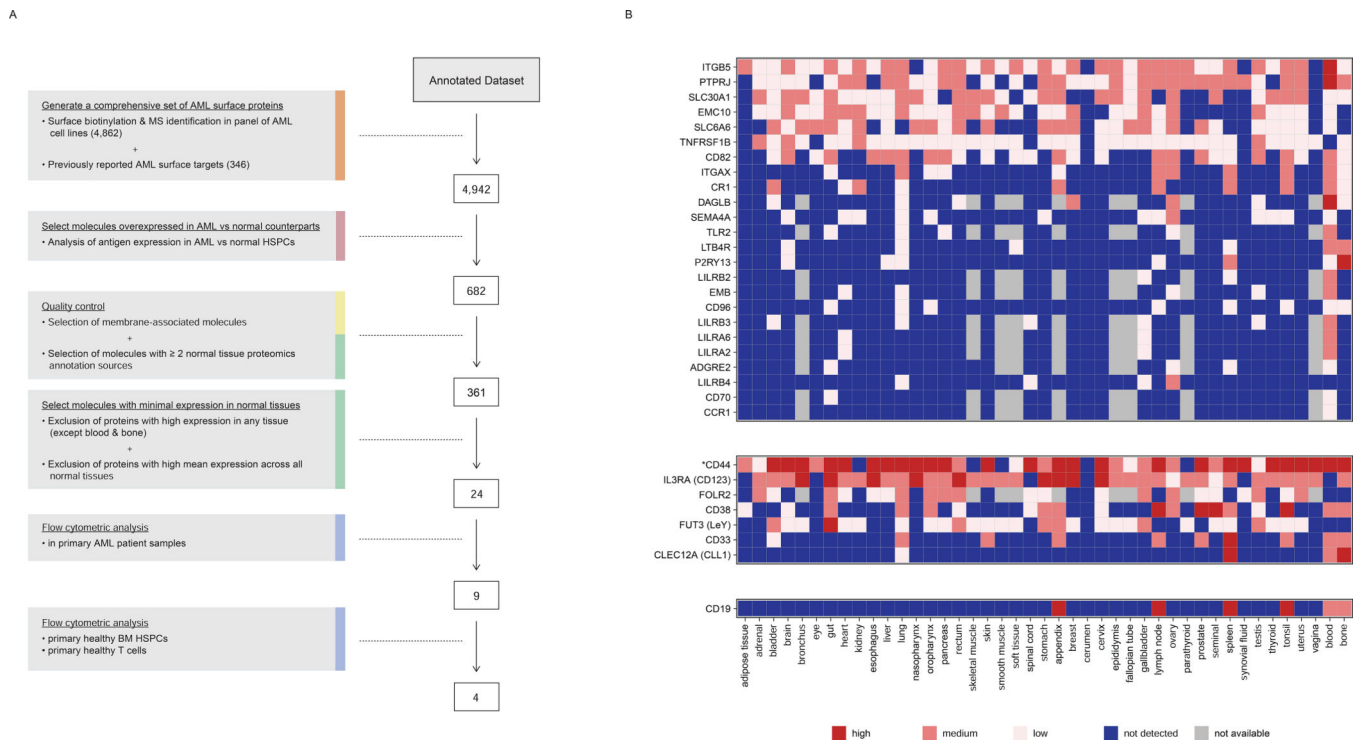 A
Annotated Dataset
Generate a comprehensive set of AML surface proteins
• Surface biotinylation & MS identification in panel of AML
cell lines (4,862)
+
• Previously reported AML surface targets (346)
4,942
Select molecules overexpressed in AML vs normal counterparts
• Analysis of antigen expression in AML vs normal HSPCs
682
Quality control
• Selection of membrane-associated molecules
+
• Selection of molecules with ≥ 2 normal tissue proteomics
annotation sources
361
Select molecules with minimal expression in normal tissues
• Exclusion of proteins with high expression in any tissue
(except blood & bone)
+
• Exclusion of proteins with high mean expression across all
normal tissues
24
Flow cytometric analysis
• in primary AML patient samples
9
Flow cytometric analysis
• primary healthy BM HSPCs
• primary healthy T cells
4
B
ITGB5
PTPRJ
SLC30A1
EMC10
SLC6A6
TNFRSF1B
CD82
ITGAX
CR1
DAGLB
SEMA4A
TLR2
LTB4R
P2RY13
LILRB2
EMB
CD96
LILRB3
LILRA6
LILRA2
ADGRE2
LILRB4
CD70
CCR1
*CD44
IL3RA (CD123)
FOLR2
CD38
FUT3 (LeY)
CD33
CLEC12A (CLL1)
CD19
adipose tissue
adrenal
bladder
brain
bronchus
eye
gut
heart
kidney
esophagus
liver
lung
nasopharynx
oropharynx
pancreas
rectum
skeletal muscle
skin
smooth muscle
soft tissue
spinal cord
stomach
appendix
breast
cerumen
cervix
epididymis
fallopian tube
gallbladder
lymph node
ovary
parathyroid
prostate
seminal
spleen
synovial fluid
testis
thyroid
tonsil
uterus
vagina
blood
bone
high
medium
low
not detected
not available